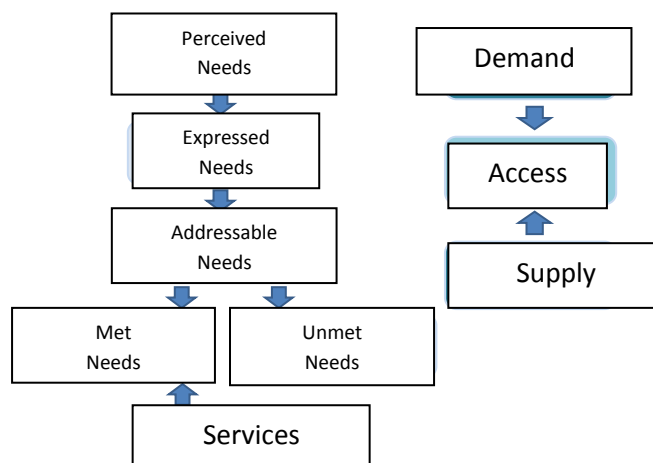 Perceived
Needs
Demand
Expressed
Needs
Access
Addressable
Needs
Supply
Met
Needs
Unmet
Needs
Services